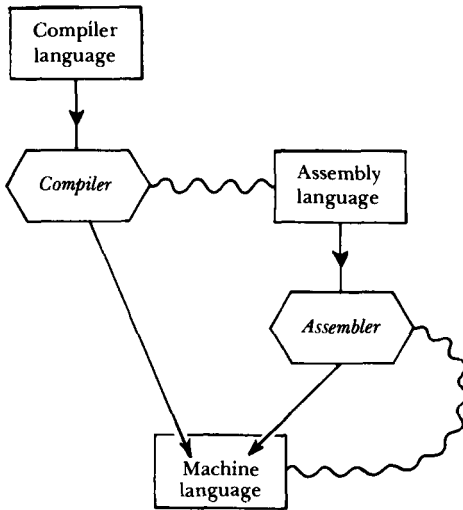 Compiler
language
Compiler
Assembly
language
Assembler
Machine
language